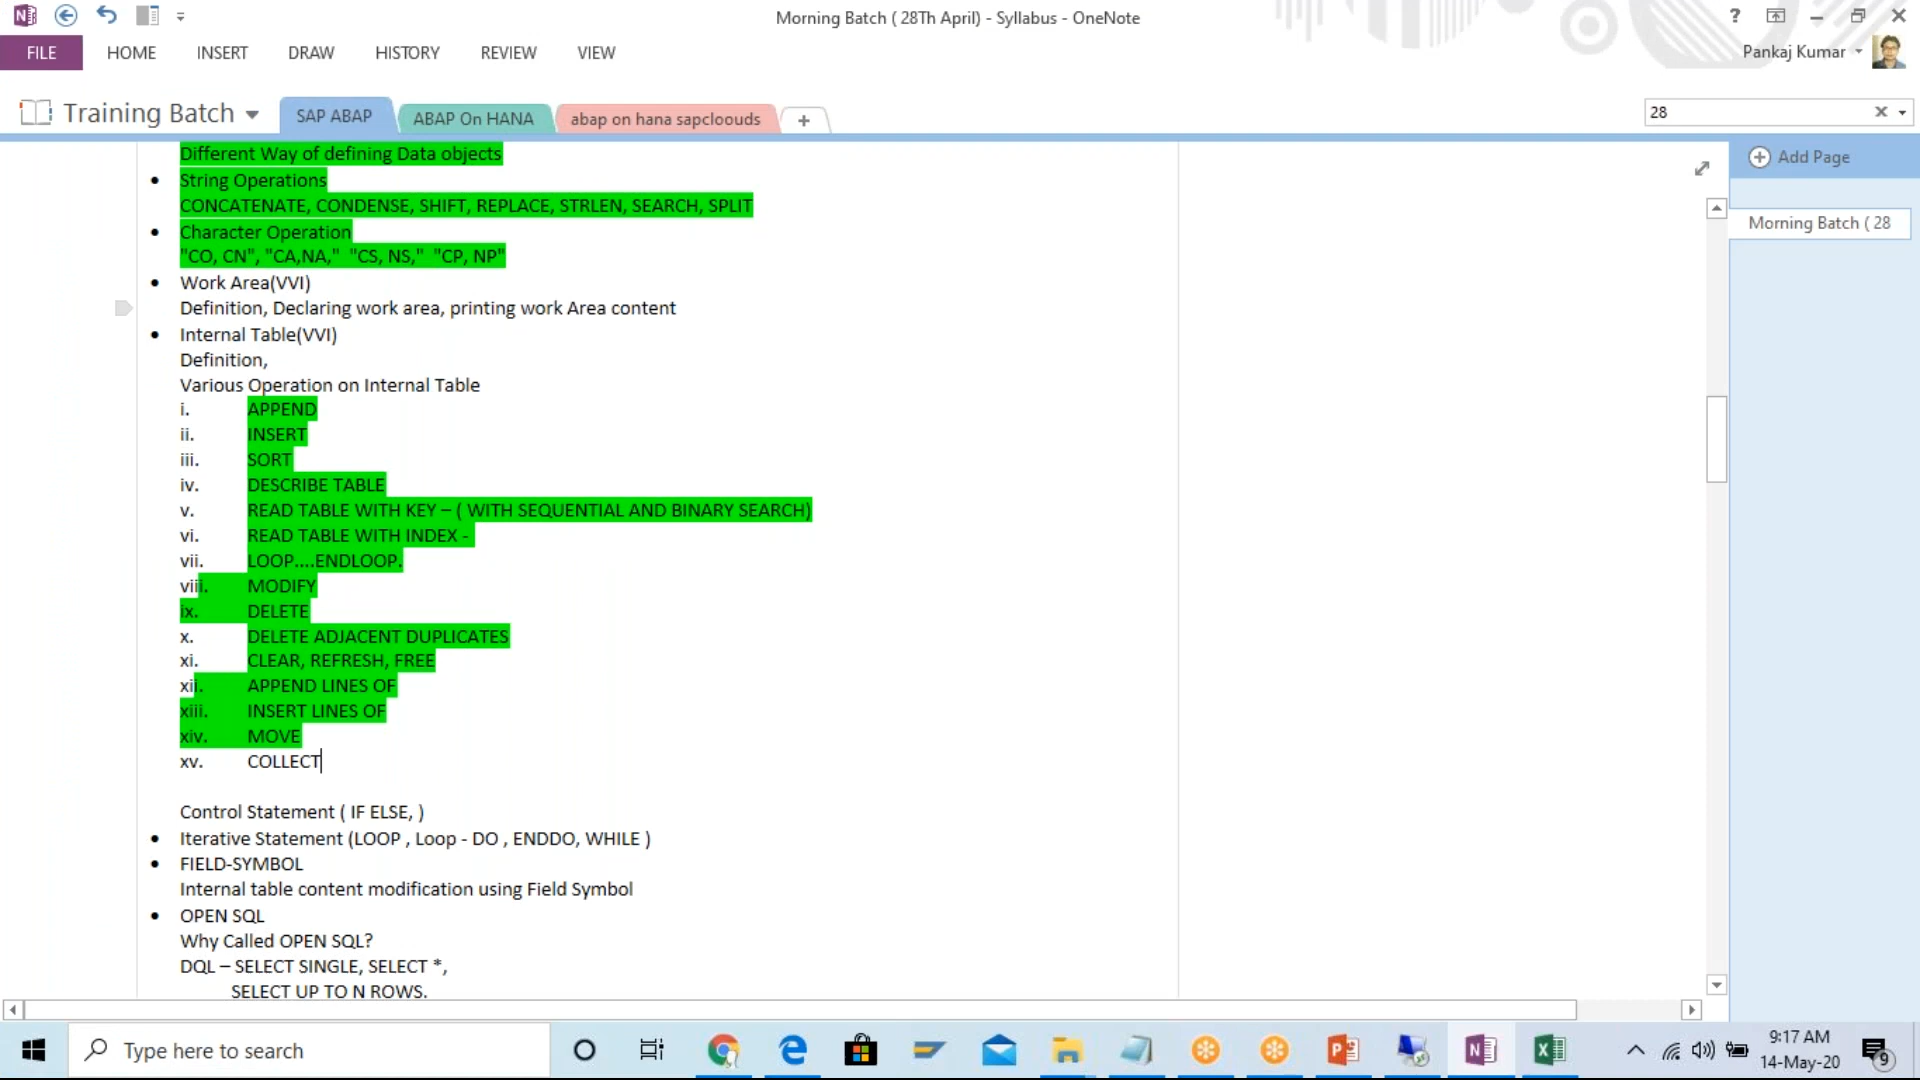 Morning Batch ( 28Th April) - Syllabus - OneNote
?
FILE HOME INSERT DRAW HISTORY REVIEW VIEW
Pankaj Kumar
Training Batch
SAP ABAP
ABAP On HANA
abap on hana sapcloouds
+
28
Add Page
Morning Batch ( 28
Different Way of defining Data objects
• String Operations
CONCATENATE, CONDENSE, SHIFT, REPLACE, STRLEN, SEARCH, SPLIT
• Character Operation
"CO, CN", "CA,NA," "CS, NS," "CP, NP"
• Work Area(VVI)
Definition, Declaring work area, printing work Area content
• Internal Table(VVI)
Definition,
Various Operation on Internal Table
i. APPEND
ii. INSERT
iii. SORT
iv. DESCRIBE TABLE
v. READ TABLE WITH KEY – ( WITH SEQUENTIAL AND BINARY SEARCH)
vi. READ TABLE WITH INDEX -
vii. LOOP....ENDLOOP.
viii. MODIFY
ix. DELETE
x. DELETE ADJACENT DUPLICATES
xi. CLEAR, REFRESH, FREE
xii. APPEND LINES OF
xiii. INSERT LINES OF
xiv. MOVE
xv. COLLECT
Control Statement ( IF ELSE, )
• Iterative Statement (LOOP , Loop - DO , ENDDO, WHILE )
• FIELD-SYMBOL
Internal table content modification using Field Symbol
• OPEN SQL
Why Called OPEN SQL?
DQL – SELECT SINGLE, SELECT *,
SELECT UP TO N ROWS.
Type here to search
9:17 AM
14-May-20
9